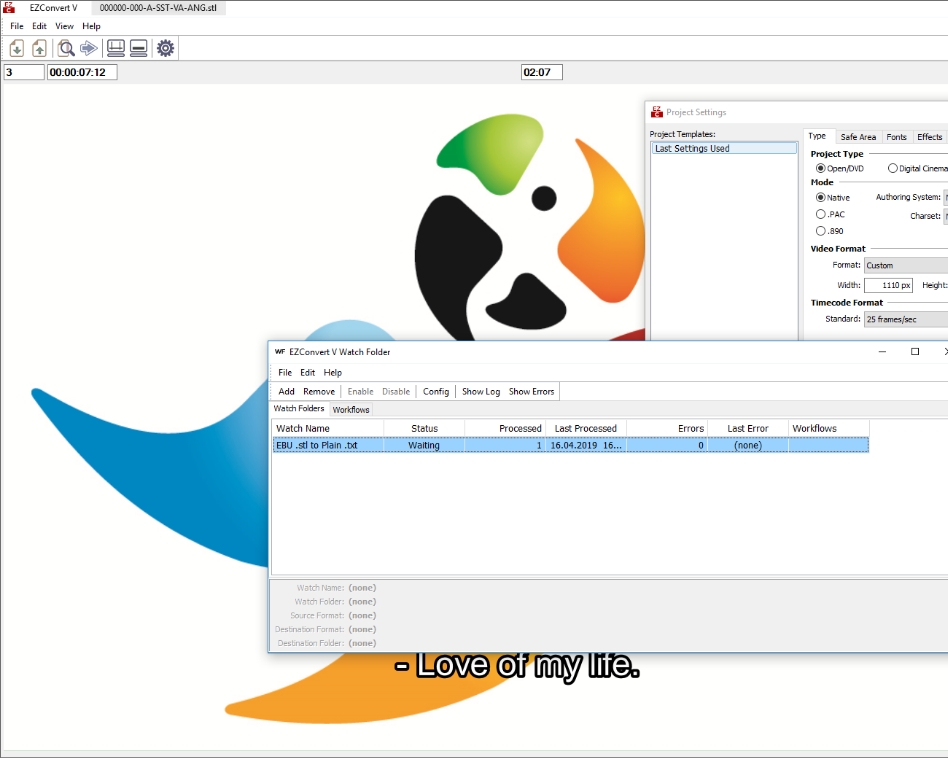 EZ
C
EZConvert V
000000-000-A-SST-VA-ANG.stl
File Edit View Help
3
00:00:07:12
02:07
EZ
C
Project Settings
Project Templates:
Last Settings Used
Type Safe Area Fonts Effects
Project Type
Open/DVD Digital Cinema
Mode
Native Authoring System:
.PAC Charset:
.890
Video Format
Format: Custom
Width: 1110 px Height:
Timecode Format
Standard: 25 frames/sec
WF EZConvert V Watch Folder
File Edit Help
Add Remove Enable Disable Config Show Log Show Errors
Watch Folders Workflows
Watch Name Status Processed Last Processed Errors Last Error Workflows
EBU .stl to Plain .txt Waiting 1 16.04.2019 16... 0 (none)
Watch Name: (none)
Watch Folder: (none)
Source Format: (none)
Destination Format: (none)
Destination Folder: (none)
- Love of my life.